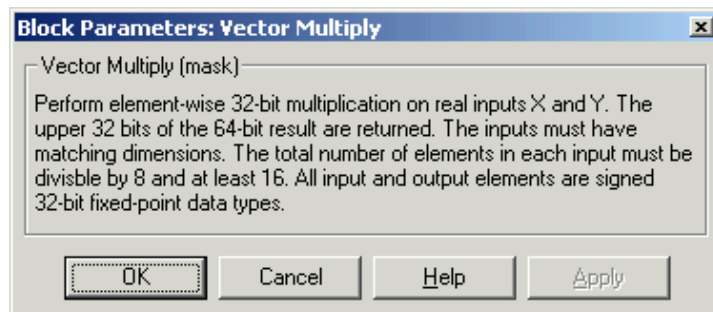 Block Parameters: Vector Multiply
Vector Multiply (mask)
Perform element-wise 32-bit multiplication on real inputs X and Y. The
upper 32 bits of the 64-bit result are returned. The inputs must have
matching dimensions. The total number of elements in each input must be
divisble by 8 and at least 16. All input and output elements are signed
32-bit fixed-point data types.
OK Cancel Help Apply